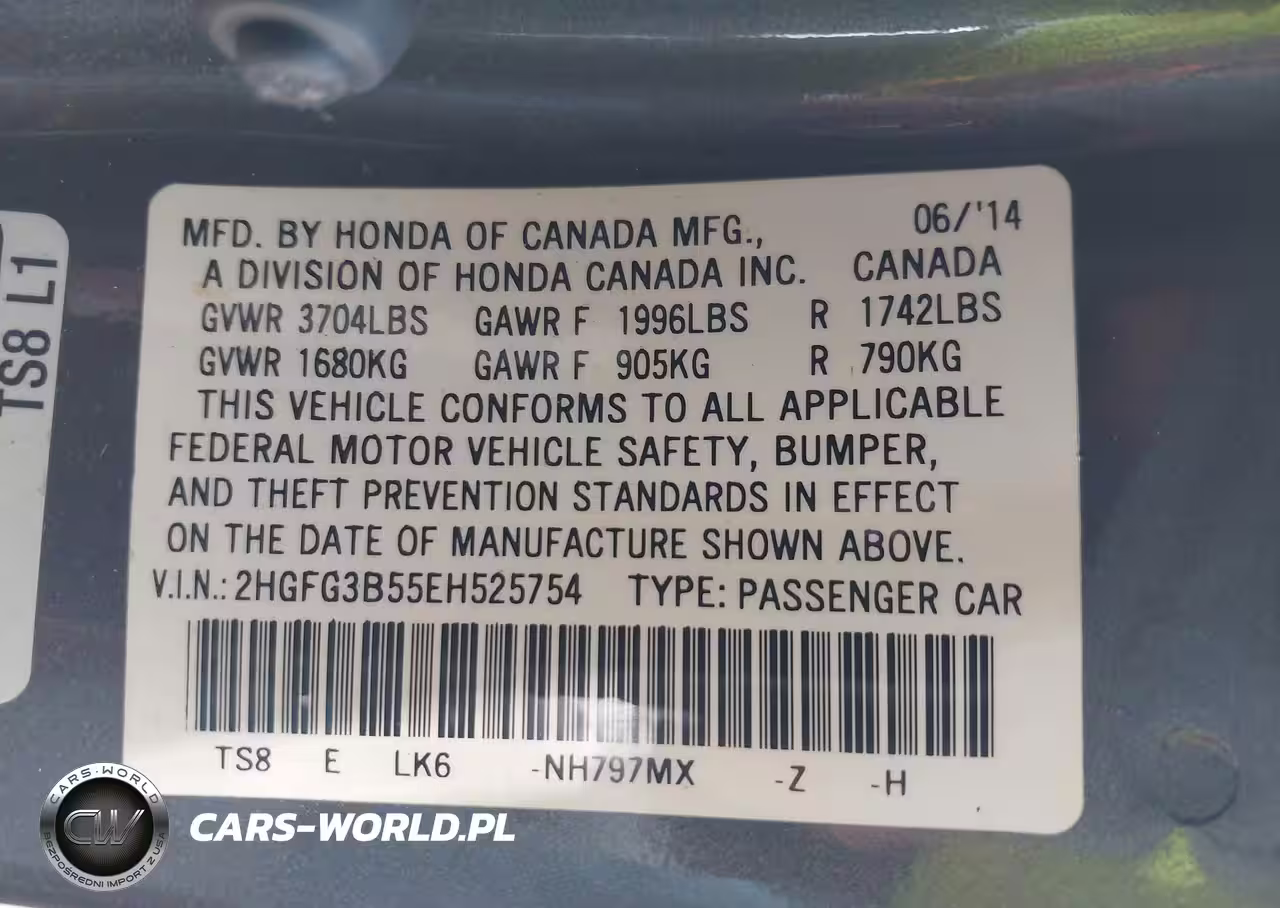 MFD. BY HONDA OF CANADA MFG., 06/'14
A DIVISION OF HONDA CANADA INC. CANADA
GVWR 3704LBS GAWR F 1996LBS R 1742LBS
GVWR 1680KG GAWR F 905KG R 790KG
THIS VEHICLE CONFORMS TO ALL APPLICABLE
FEDERAL MOTOR VEHICLE SAFETY, BUMPER,
AND THEFT PREVENTION STANDARDS IN EFFECT
ON THE DATE OF MANUFACTURE SHOWN ABOVE.
V.I.N.: 2HGFG3B55EH525754 TYPE: PASSENGER CAR
TS8 E LK6 -NH797MX -Z -H
TS8 L1
CARS-WORLD
CW
BEZPOŚREDNI IMPORT Z USA
CARS-WORLD.PL